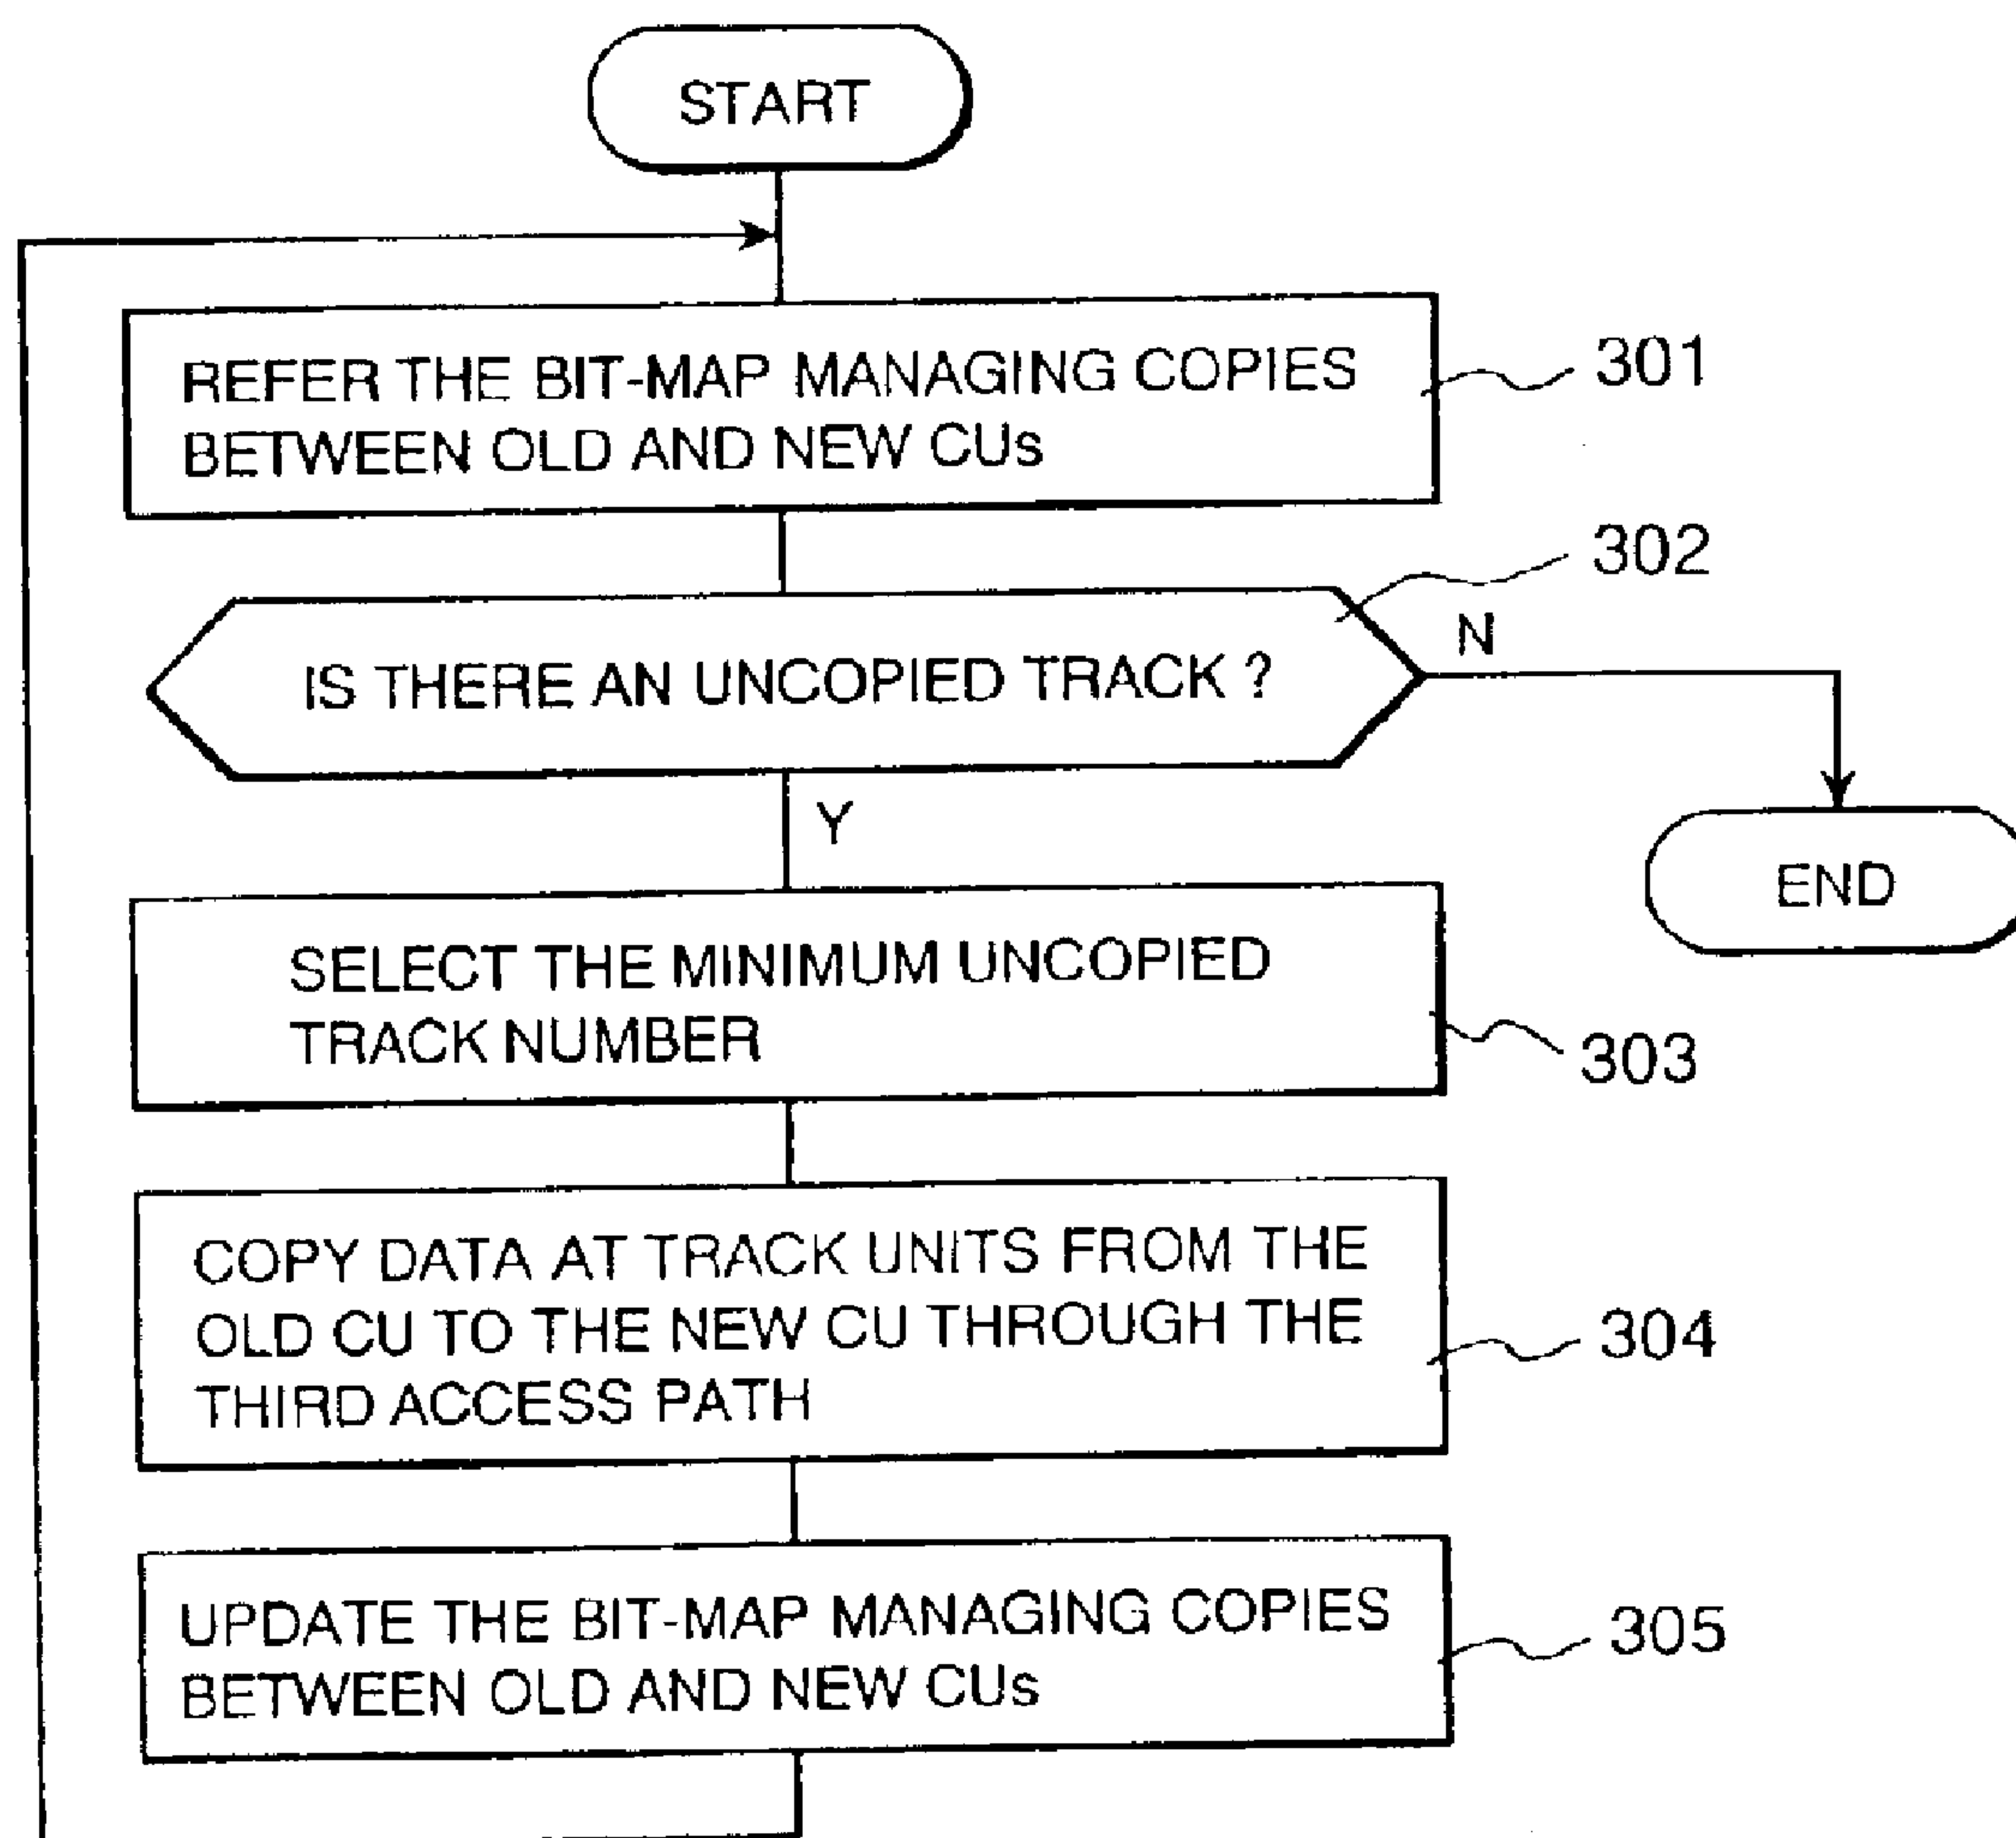 START
REFER THE BIT-MAP MANAGING COPIES
BETWEEN OLD AND NEW CUs
301
302
IS THERE AN UNCOPIED TRACK ?
N
Y
END
SELECT THE MINIMUM UNCOPIED
TRACK NUMBER
303
COPY DATA AT TRACK UNITS FROM THE
OLD CU TO THE NEW CU THROUGH THE
THIRD ACCESS PATH
304
UPDATE THE BIT-MAP MANAGING COPIES
BETWEEN OLD AND NEW CUs
305